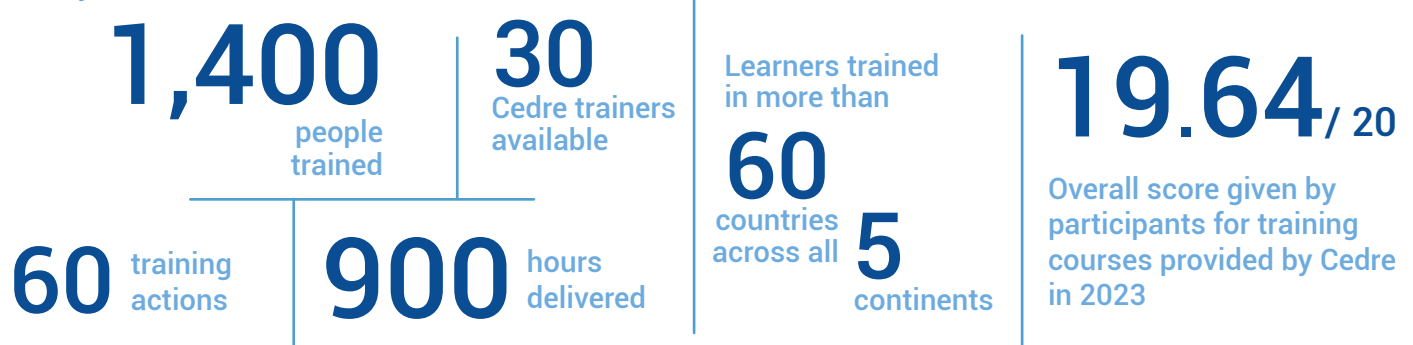 1,400
people
trained
30
Cedre trainers
available
60
training
actions
900
hours
delivered
Learners trained
in more than
60
countries
across all
5
continents
19.64/ 20
Overall score given by
participants for training
courses provided by Cedre
in 2023